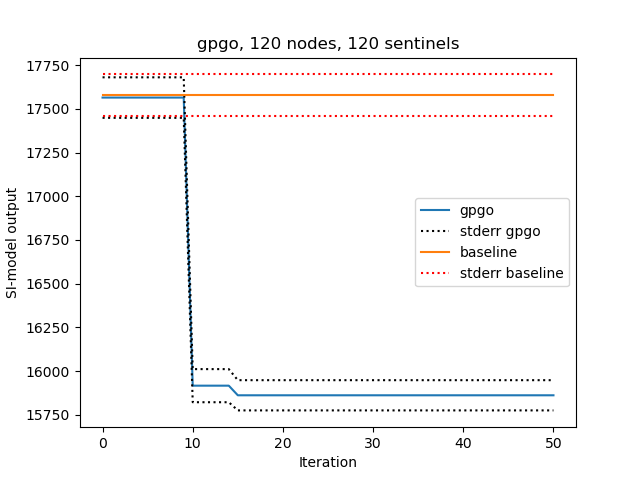 gpgo, 120 nodes, 120 sentinels
17750
17500
17250
17000
16750
16500
16250
16000
15750
SI-model output
gpgo
stderr gpgo
baseline
stderr baseline
0 10 20 30 40 50
Iteration